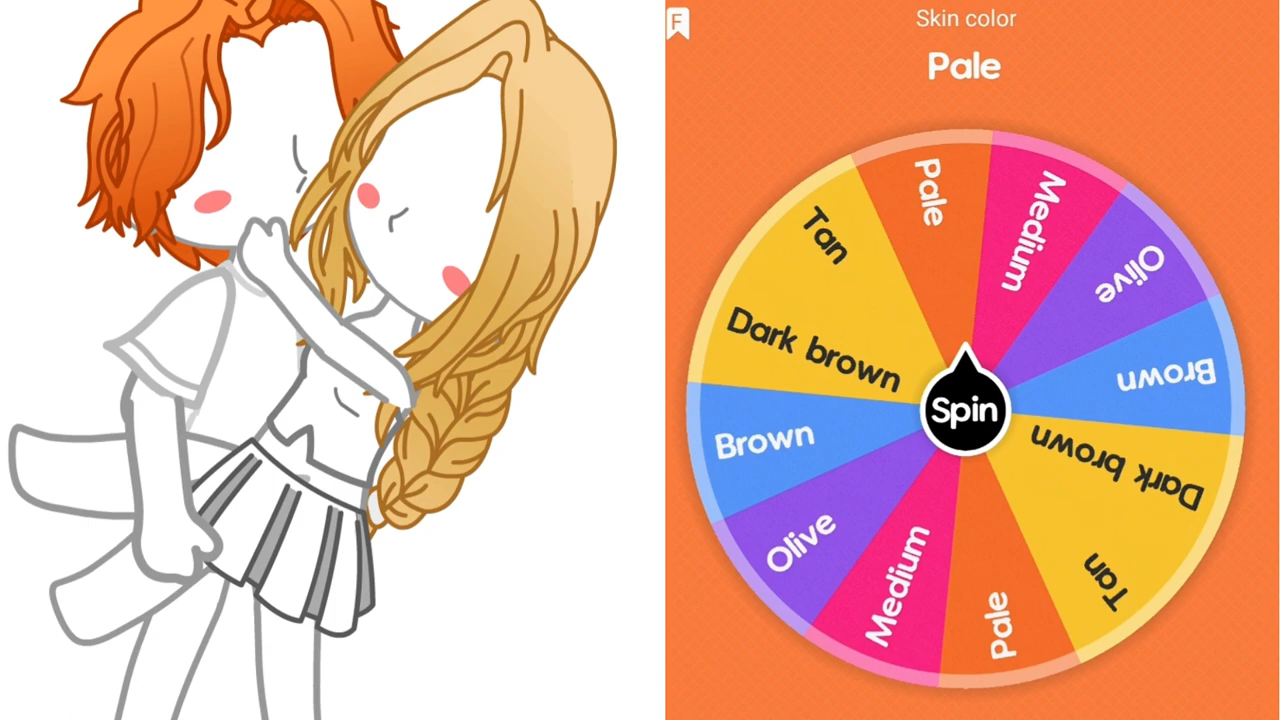 F
Skin color
Pale
Pale
Medium
Olive
Brown
Dark brown
Tan
Pale
Medium
Olive
Brown
Dark brown
Tan
Spin